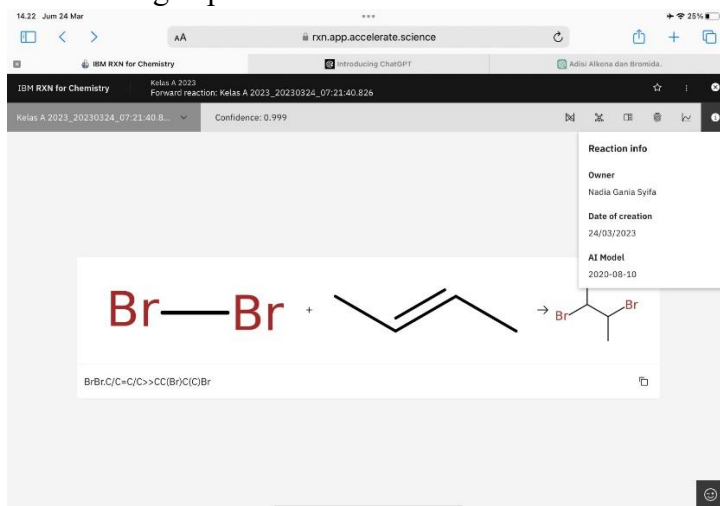 14.22 Jum 24 Mar
25%
AA
rxn.app.accelerate.science
IBM RXN for Chemistry
Introducing ChatGPT
Adisi Alkena dan Bromida.
IBM RXN for Chemistry
Kelas A 2023
Forward reaction: Kelas A 2023_20230324_07:21:40.826
Kelas A 2023_20230324_07:21:40.8...
Confidence: 0.999
Reaction info
Owner
Nadia Gania Syifa
Date of creation
24/03/2023
AI Model
2020-08-10
Br Br + → Br Br
BrBr.C/C=C/C>>CC(Br)C(C)Br